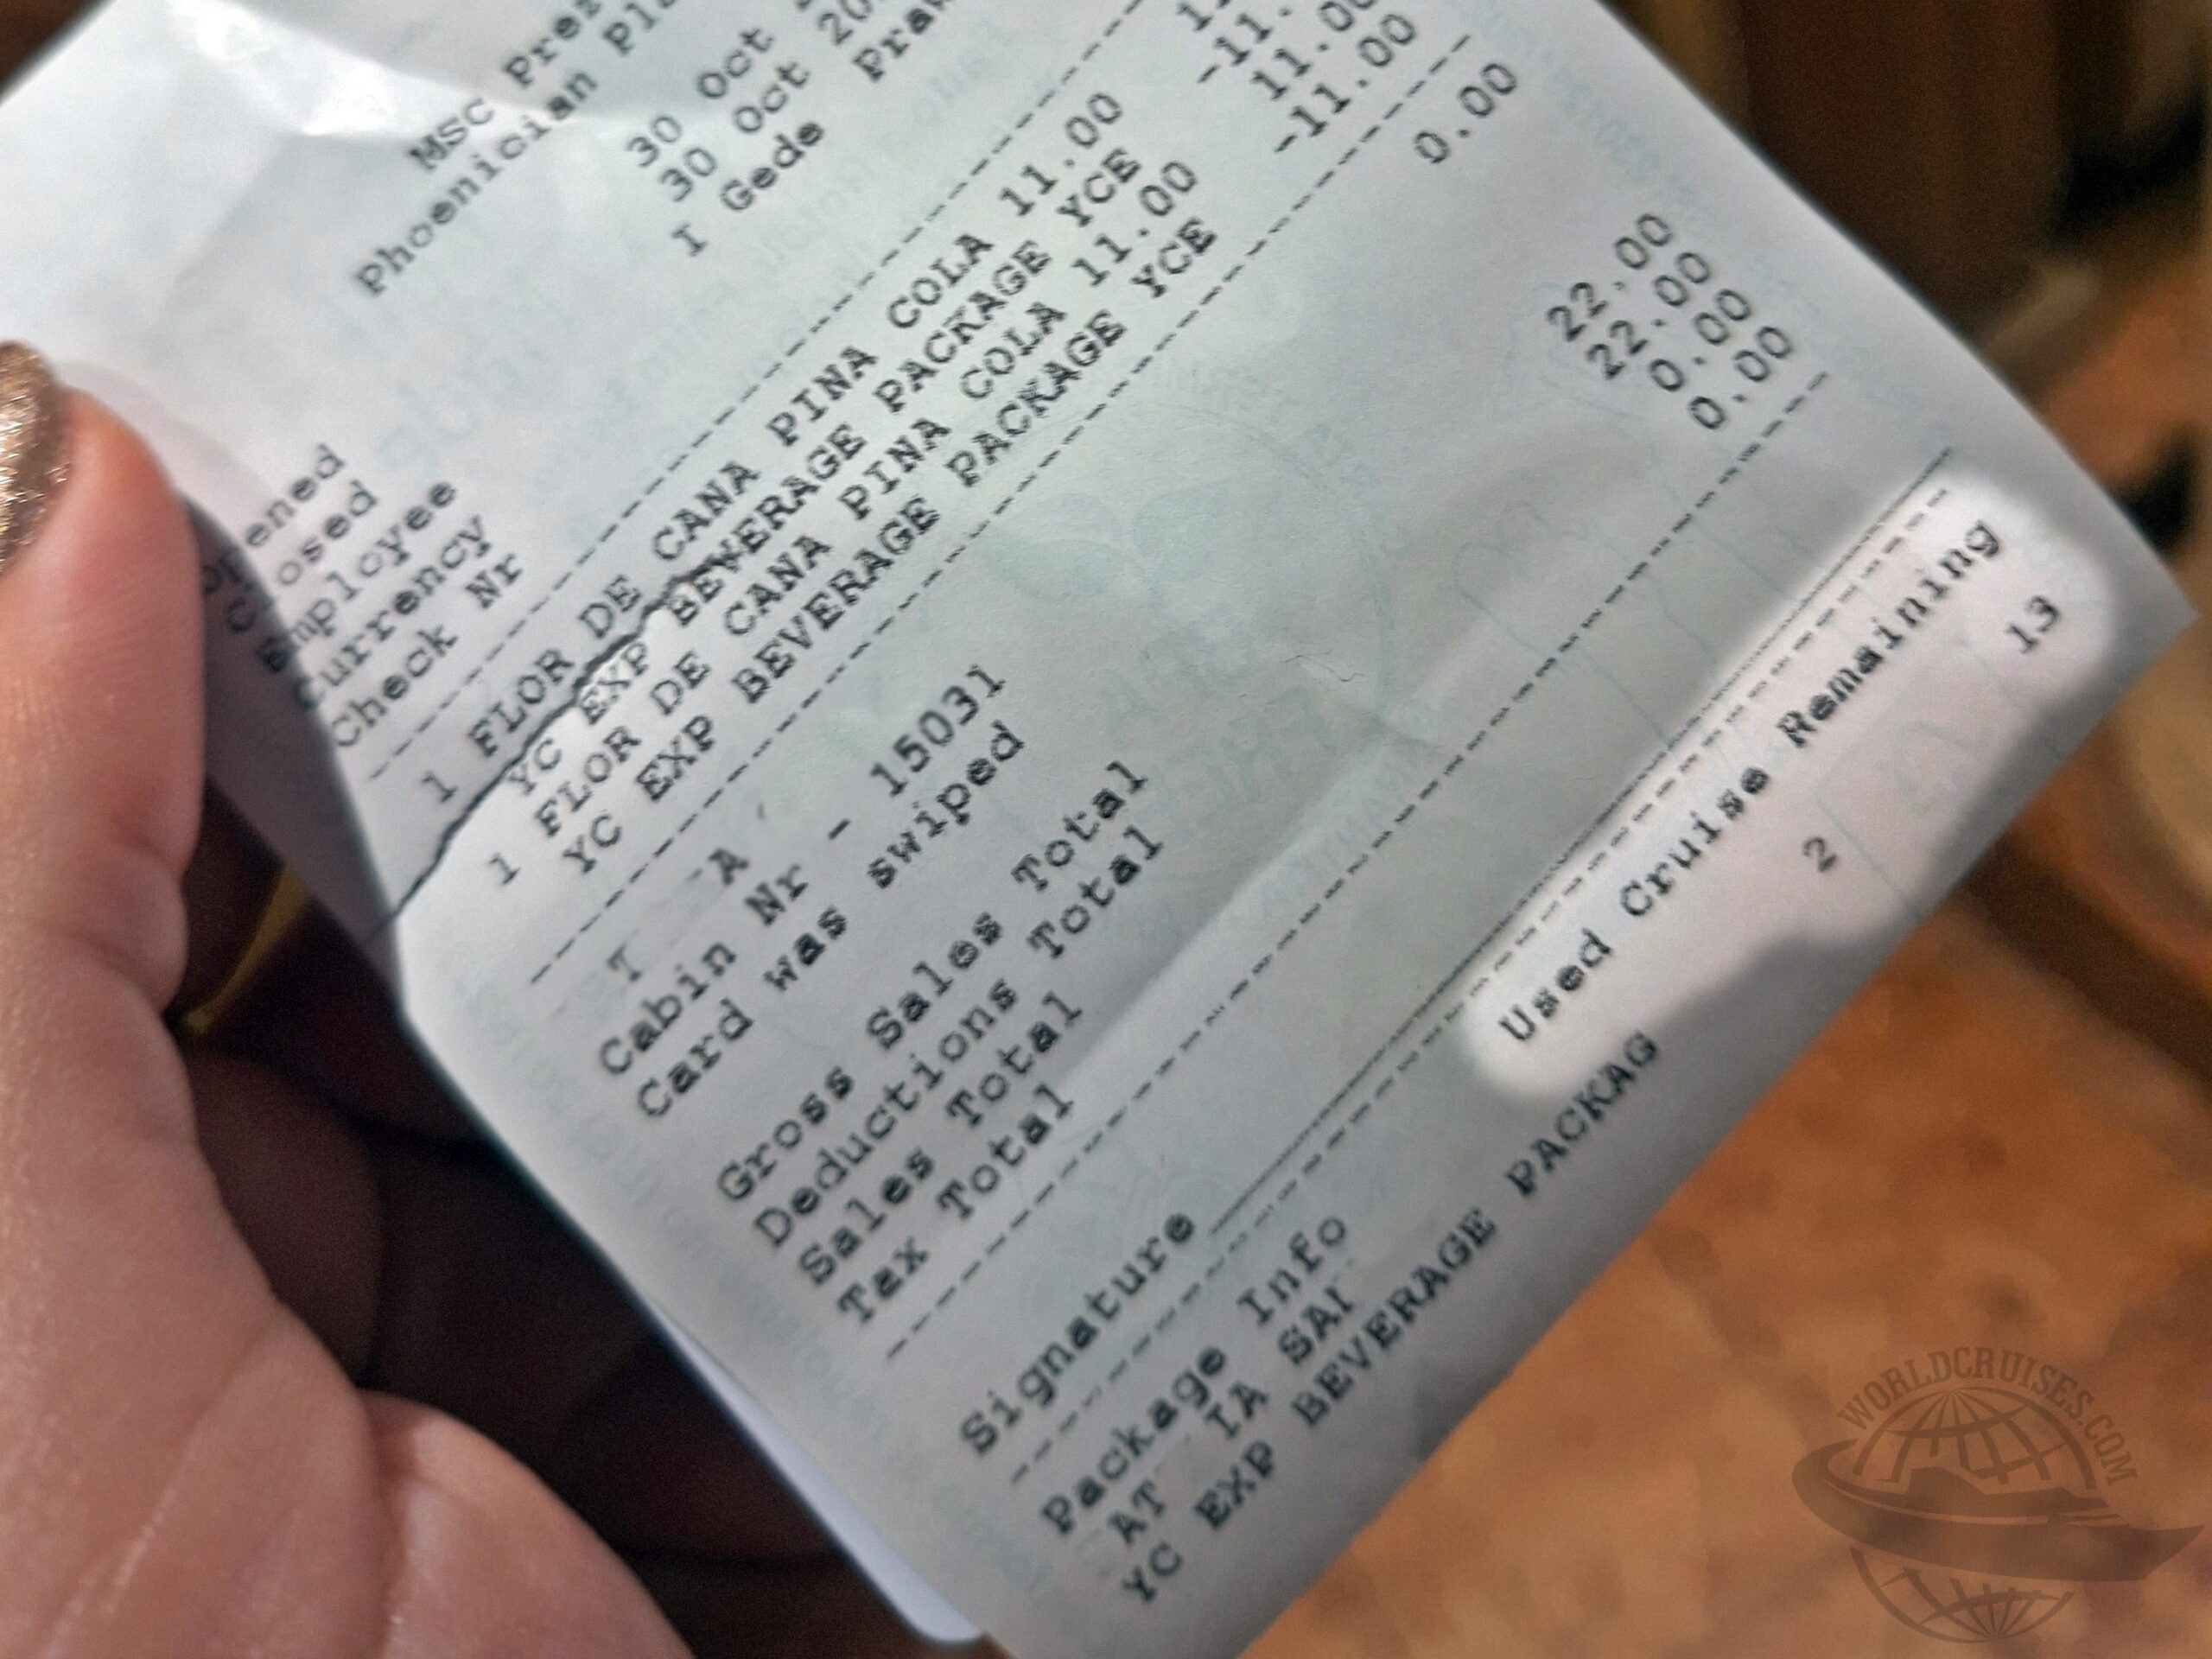 MSC
Phoenician
Opened 30 Oct
Closed 30 Oct
Employee I Gede
Currency
Check Nr
1 FLOR DE CANA PINA COLA 11.00
YC EXP BEVERAGE PACKAGE YCE
1 FLOR DE CANA PINA COLA 11.00 11.00
YC EXP BEVERAGE PACKAGE YCE -11.00
0.00
T A
Cabin Nr - 15031
Card was swiped
Gross Sales Total 22.00
Deductions Total 22.00
Sales Total 0.00
Tax Total 0.00
Signature
Package Info Used Cruise Remaining
AT IA SAI
YC EXP BEVERAGE PACKAG 2 13
WORLDCRUISES.COM